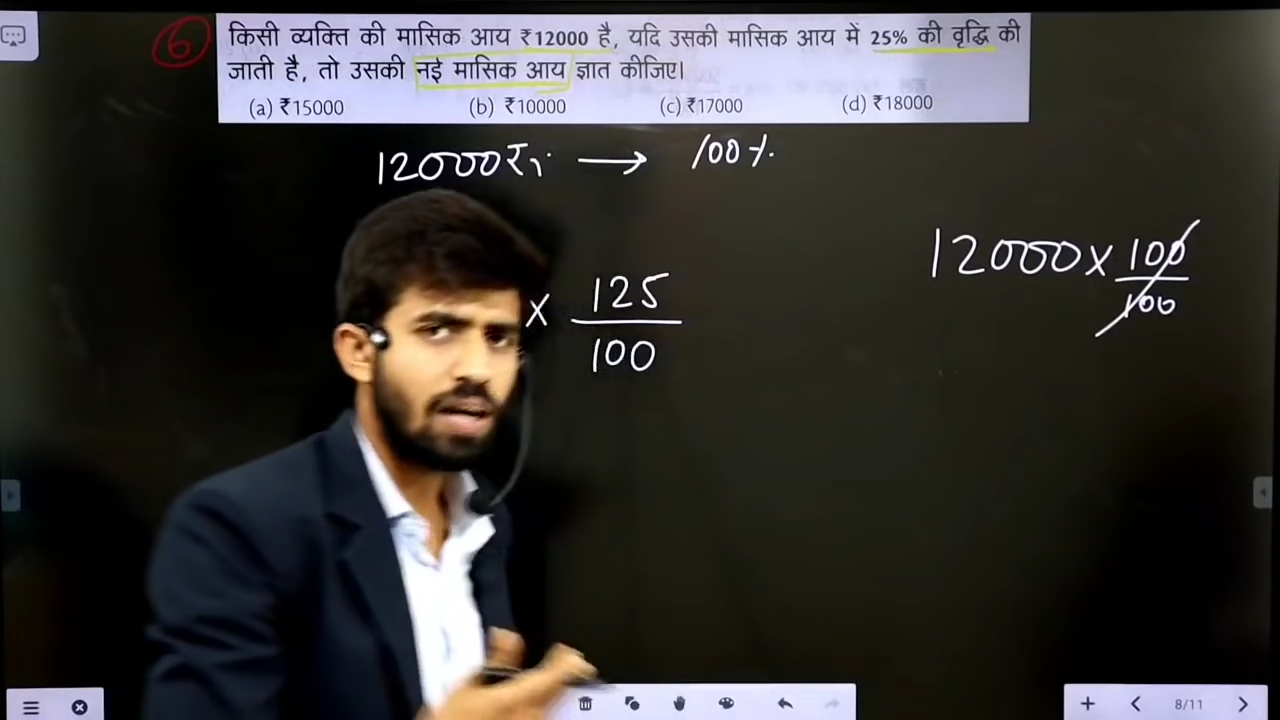 6 किसी व्यक्ति की मासिक आय ₹12000 है, यदि उसकी मासिक आय में 25% की वृद्धि की
जाती है, तो उसकी नई मासिक आय ज्ञात कीजिए।
(a) ₹15000 (b) ₹10000 (c) ₹17000 (d) ₹18000
12000₹ → 100%
12000 × 100
100
× 125
100
8/11